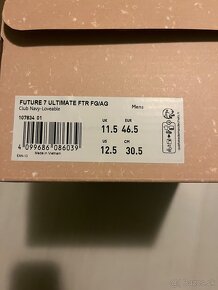 FUTURE 7 ULTIMATE FTR FG/AG
Club Navy-Loveable
Mens
107834 01
UK EUR
11.5 46.5
US CM
12.5 30.5
4 099686 086039
Made in Vietnam